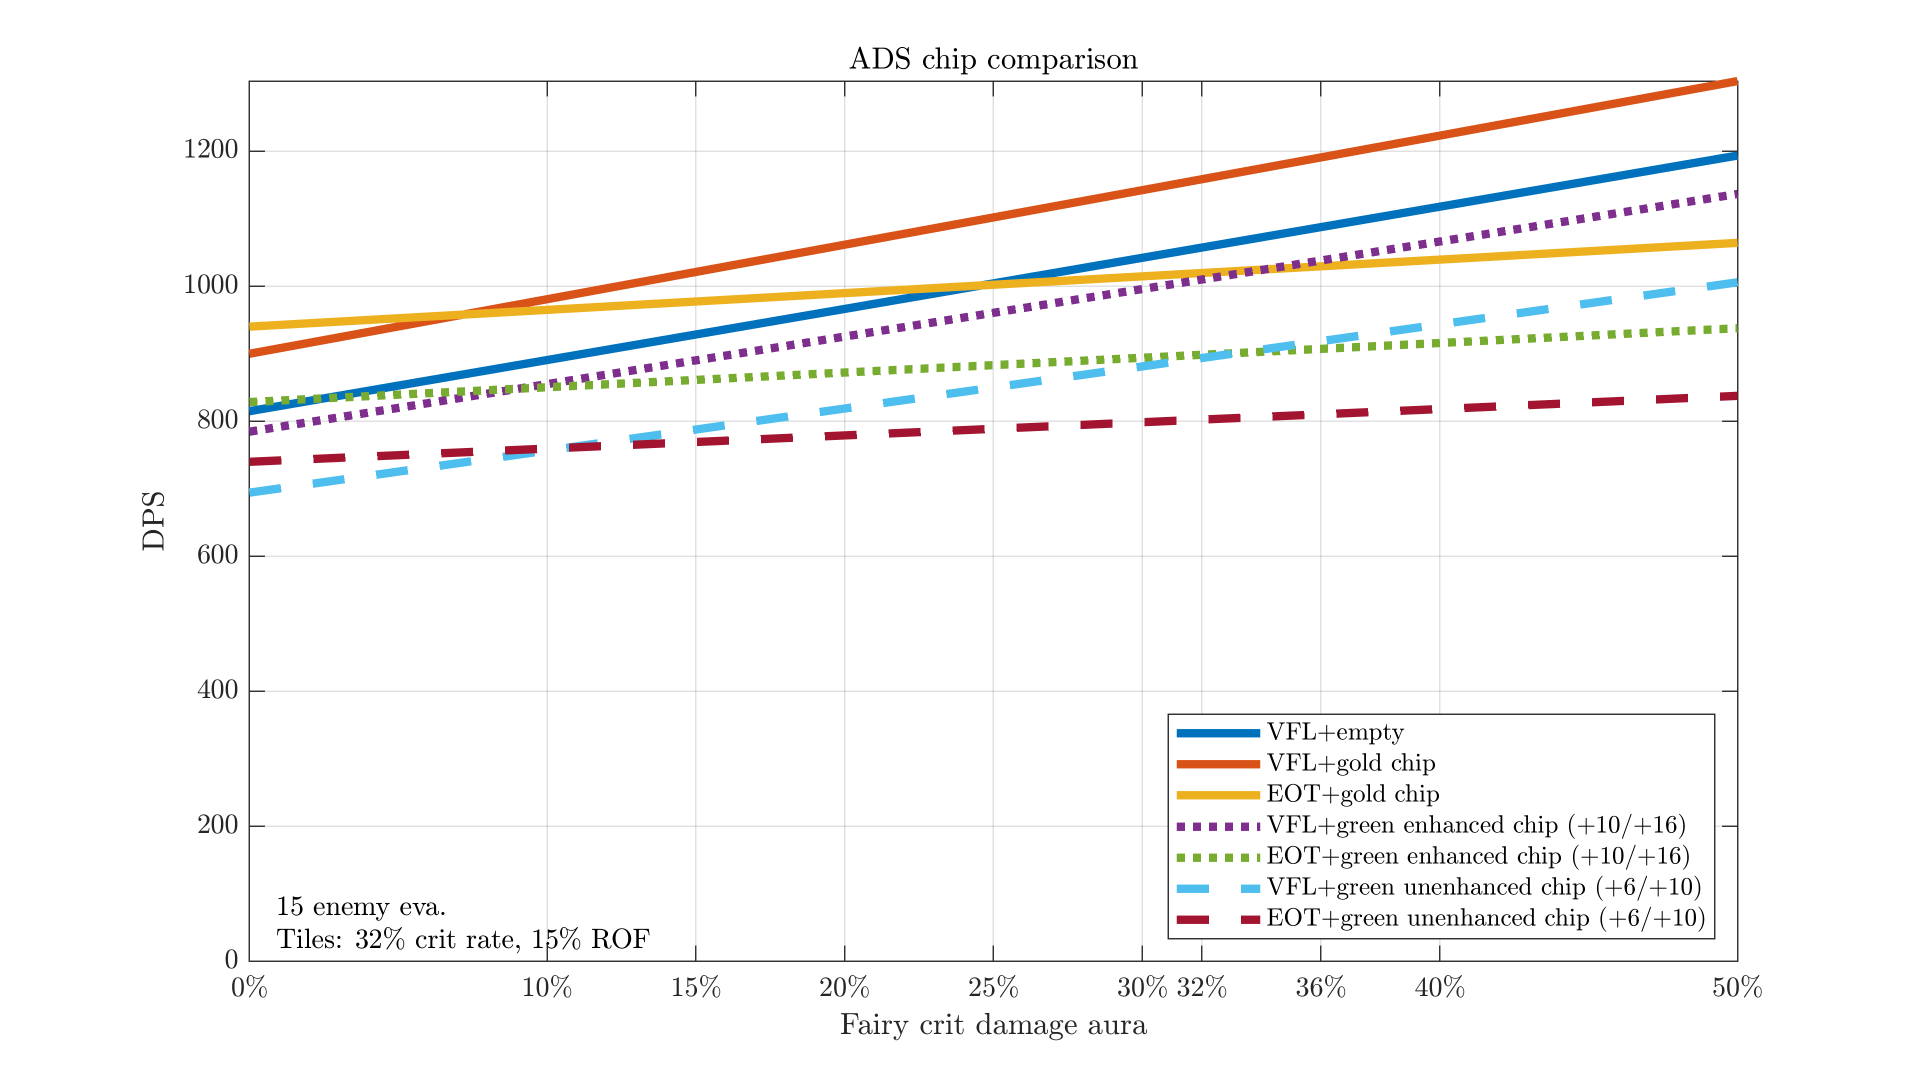 ADS chip comparison
1200
1000
800
600
400
200
0
DPS
VFL+empty
VFL+gold chip
EOT+gold chip
VFL+green enhanced chip (+10/+16)
EOT+green enhanced chip (+10/+16)
VFL+green unenhanced chip (+6/+10)
EOT+green unenhanced chip (+6/+10)
15 enemy eva.
Tiles: 32% crit rate, 15% ROF
0% 10% 15% 20% 25% 30% 32% 36% 40% 50%
Fairy crit damage aura